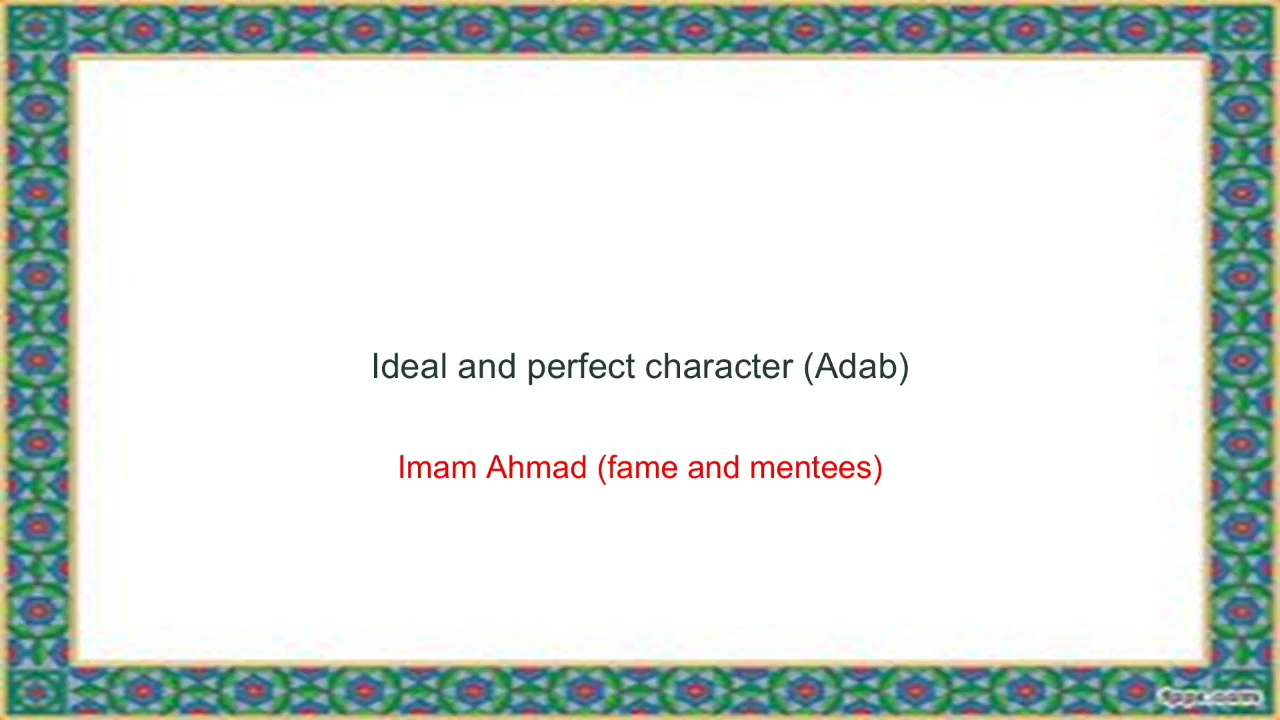 Ideal and perfect character (Adab)
Imam Ahmad (fame and mentees)